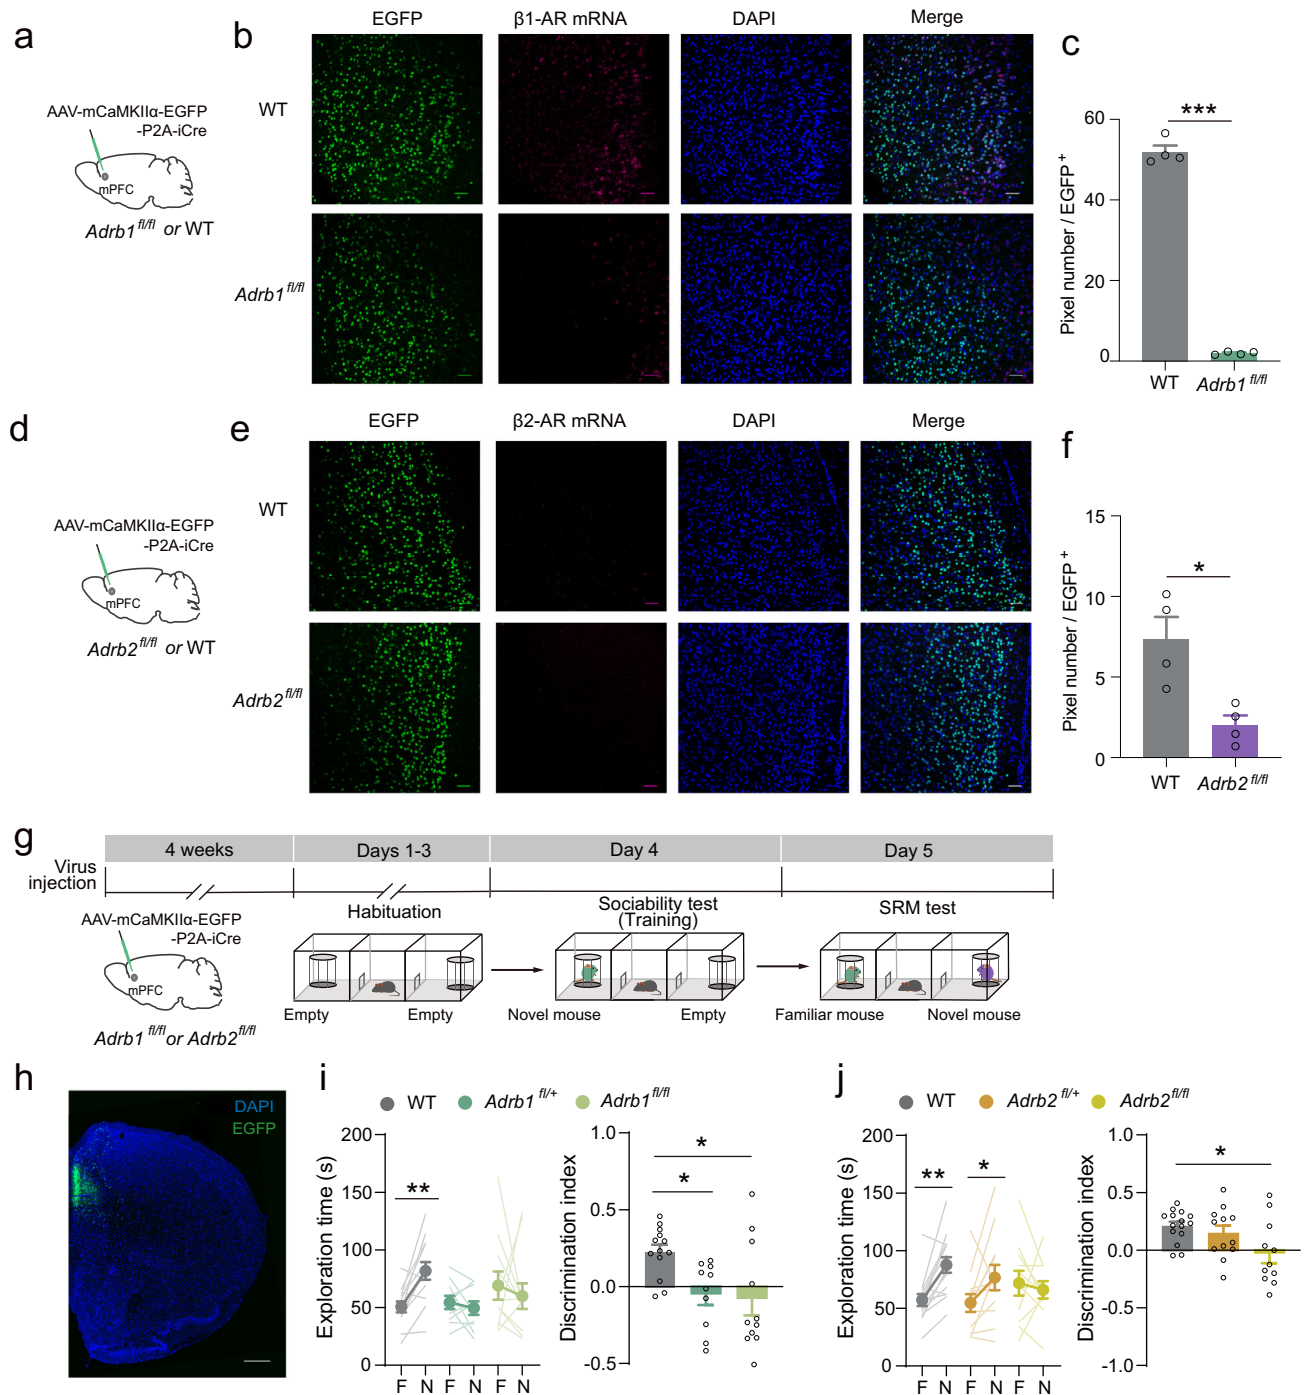 a
AAV-mCaMKIIα-EGFP
-P2A-iCre
mPFC
Adrb1 fl/fl or WT
b
EGFP β1-AR mRNA DAPI Merge
WT
Adrb1 fl/fl
c
Pixel number / EGFP+
60
40
20
0
***
WT Adrb1 fl/fl
d
AAV-mCaMKIIα-EGFP
-P2A-iCre
mPFC
Adrb2 fl/fl or WT
e
EGFP β2-AR mRNA DAPI Merge
WT
Adrb2 fl/fl
f
Pixel number / EGFP+
15
10
5
0
*
WT Adrb2 fl/fl
g
4 weeks Days 1-3 Day 4 Day 5
Virus
injection
AAV-mCaMKIIα-EGFP
-P2A-iCre
mPFC
Adrb1 fl/fl or Adrb2 fl/fl
Habituation
Empty Empty
Sociability test
(Training)
Novel mouse Empty
SRM test
Familiar mouse Novel mouse
h
DAPI
EGFP
i
WT Adrb1 fl/+ Adrb1 fl/fl
Exploration time (s)
200
150
100
50
0
**
F N F N F N
Discrimination index
1.0
0.5
0.0
-0.5
*
*
j
WT Adrb2 fl/+ Adrb2 fl/fl
Exploration time (s)
200
150
100
50
0
** *
F N F N F N
Discrimination index
1.0
0.5
0.0
-0.5
-1.0
*